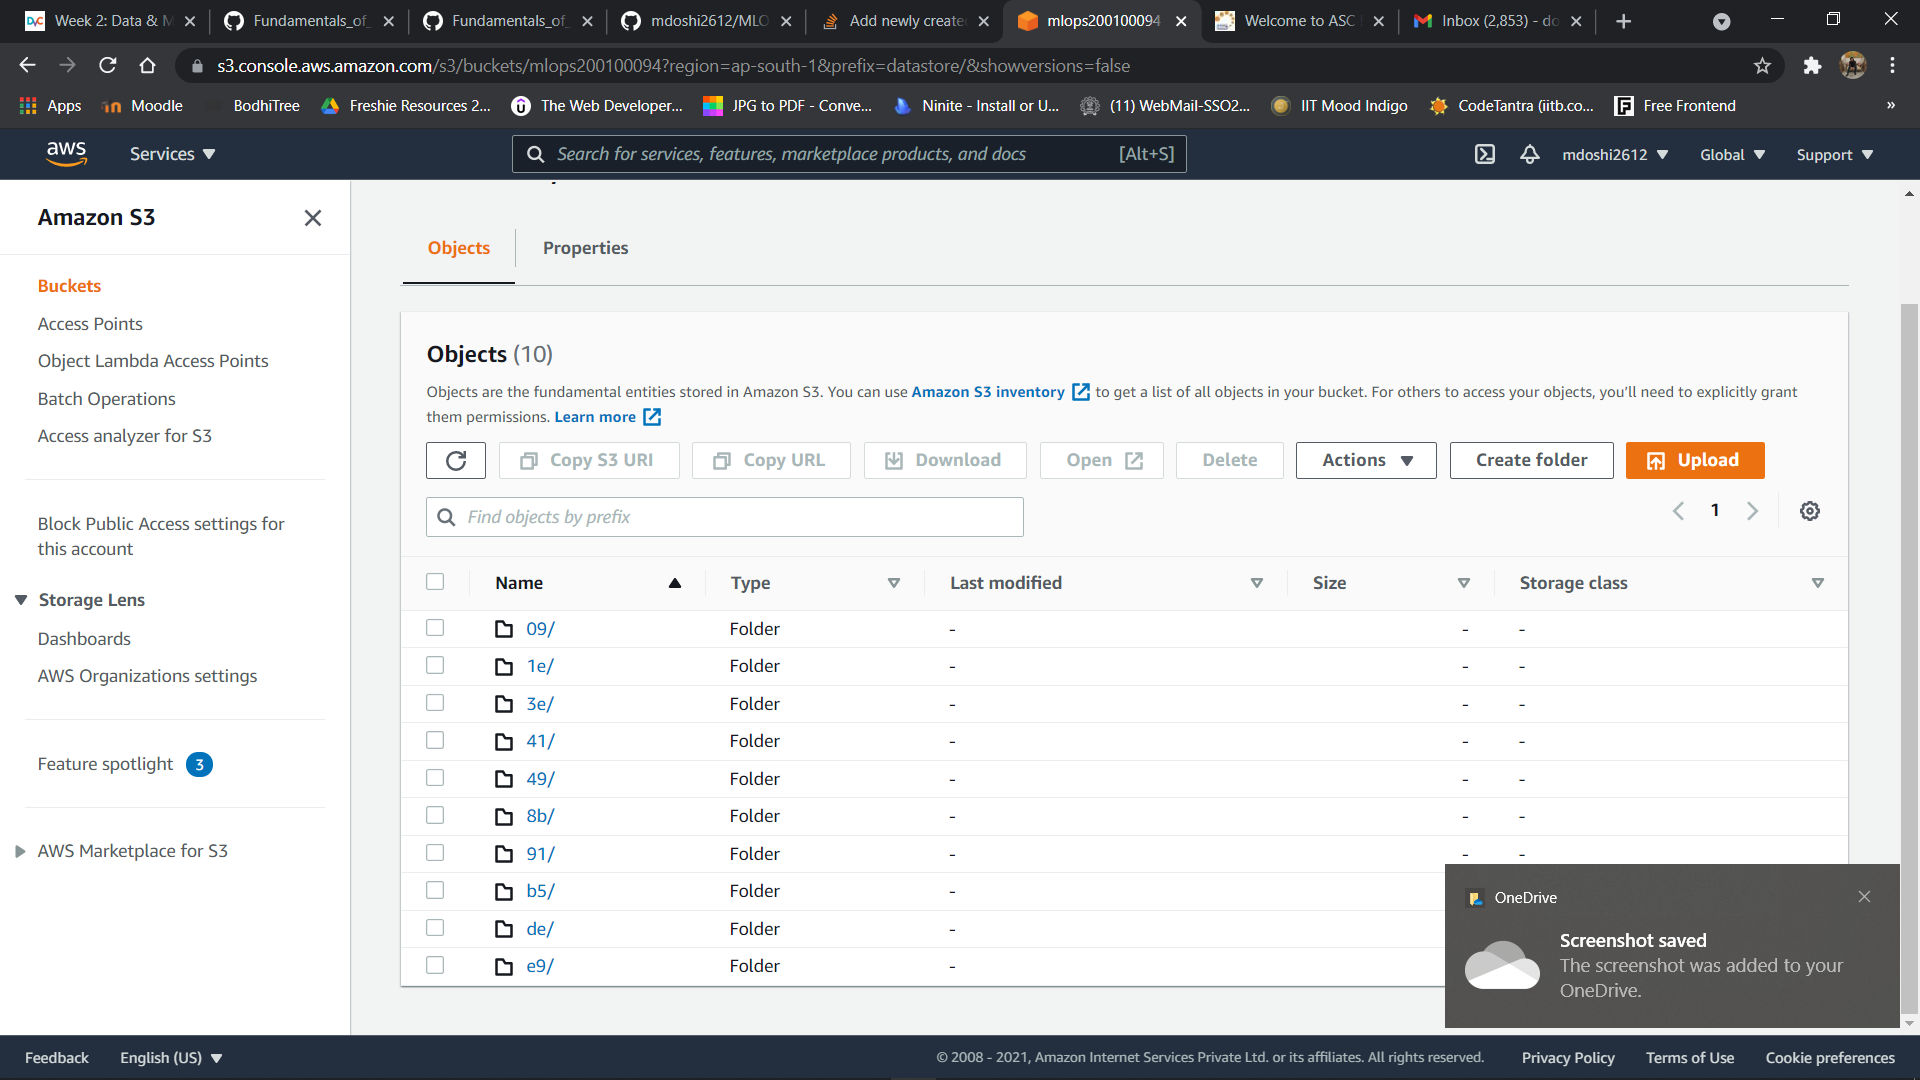 Week 2: Data & M
Fundamentals_of_
Fundamentals_of_
mdoshi2612/MLO
Add newly create
mlops200100094
Welcome to ASC
Inbox (2,853) - do
s3.console.aws.amazon.com/s3/buckets/mlops200100094?region=ap-south-1&prefix=datastore/&showversions=false
Apps
Moodle
BodhiTree
Freshie Resources 2...
The Web Developer...
JPG to PDF - Conve...
Ninite - Install or U...
(11) WebMail-SSO2...
IIT Mood Indigo
CodeTantra (iitb.co...
Free Frontend
»
aws
Services
Search for services, features, marketplace products, and docs
[Alt+S]
mdoshi2612
Global
Support
Amazon S3
Buckets
Access Points
Object Lambda Access Points
Batch Operations
Access analyzer for S3
Block Public Access settings for
this account
Storage Lens
Dashboards
AWS Organizations settings
Feature spotlight 3
AWS Marketplace for S3
Objects
Properties
Objects (10)
Objects are the fundamental entities stored in Amazon S3. You can use Amazon S3 inventory to get a list of all objects in your bucket. For others to access your objects, you'll need to explicitly grant
them permissions. Learn more
Copy S3 URI
Copy URL
Download
Open
Delete
Actions
Create folder
Upload
Find objects by prefix
1
Name Type Last modified Size Storage class
09/ Folder - - -
1e/ Folder - - -
3e/ Folder - - -
41/ Folder - - -
49/ Folder - - -
8b/ Folder - - -
91/ Folder - - -
b5/ Folder -
de/ Folder -
e9/ Folder -
OneDrive
Screenshot saved
The screenshot was added to your
OneDrive.
Feedback
English (US)
© 2008 - 2021, Amazon Internet Services Private Ltd. or its affiliates. All rights reserved.
Privacy Policy
Terms of Use
Cookie preferences